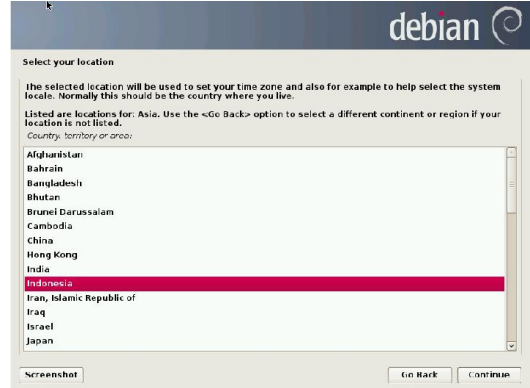 debian
Select your location
The selected location will be used to set your time zone and also for example to help select the system
locale. Normally this should be the country where you live.
Listed are locations for: Asia. Use the <Go Back> option to select a different continent or region if your
location is not listed.
Country, territory or area:
Afghanistan
Bahrain
Bangladesh
Bhutan
Brunei Darussalam
Cambodia
China
Hong Kong
India
Indonesia
Iran, Islamic Republic of
Iraq
Israel
Japan
Screenshot
Go Back
Continue